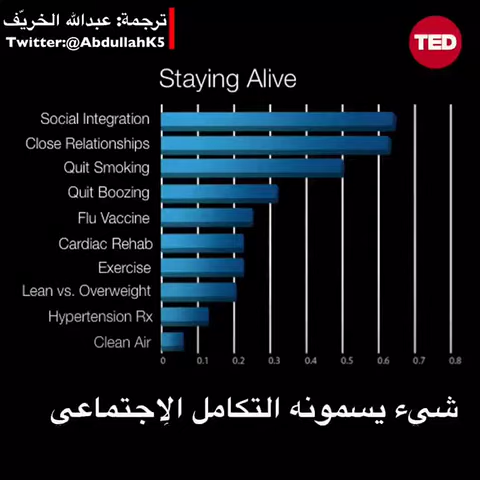 ترجمة: عبدالله الخريّف
Twitter:@AbdullahK5
TED
Staying Alive
Social Integration
Close Relationships
Quit Smoking
Quit Boozing
Flu Vaccine
Cardiac Rehab
Exercise
Lean vs. Overweight
Hypertension Rx
Clean Air
0 0.1 0.2 0.3 0.4 0.5 0.6 0.7 0.8
شيء يسمونه التكامل الإجتماعي